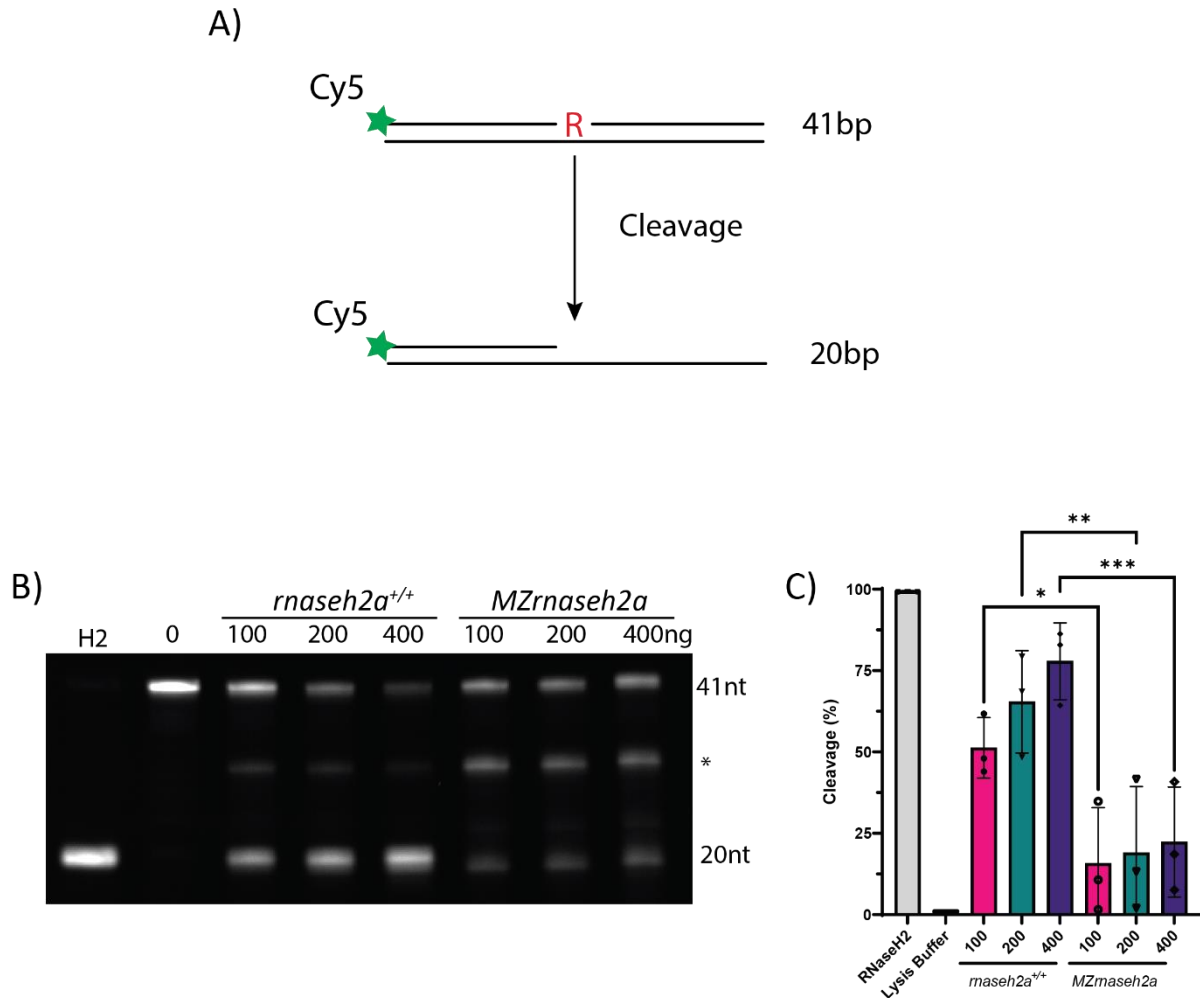 A)
Cy5
R
41bp
Cleavage
Cy5
20bp
B)
rnaseh2a+/+ MZrnaseh2a
H2 0 100 200 400 100 200 400ng
41nt
*
20nt
C)
**
***
*
100
75
50
25
0
Cleavage (%)
RNaseH2
Lysis Buffer
100
200
400
100
200
400
rnaseh2a+/+ MZrnaseh2a